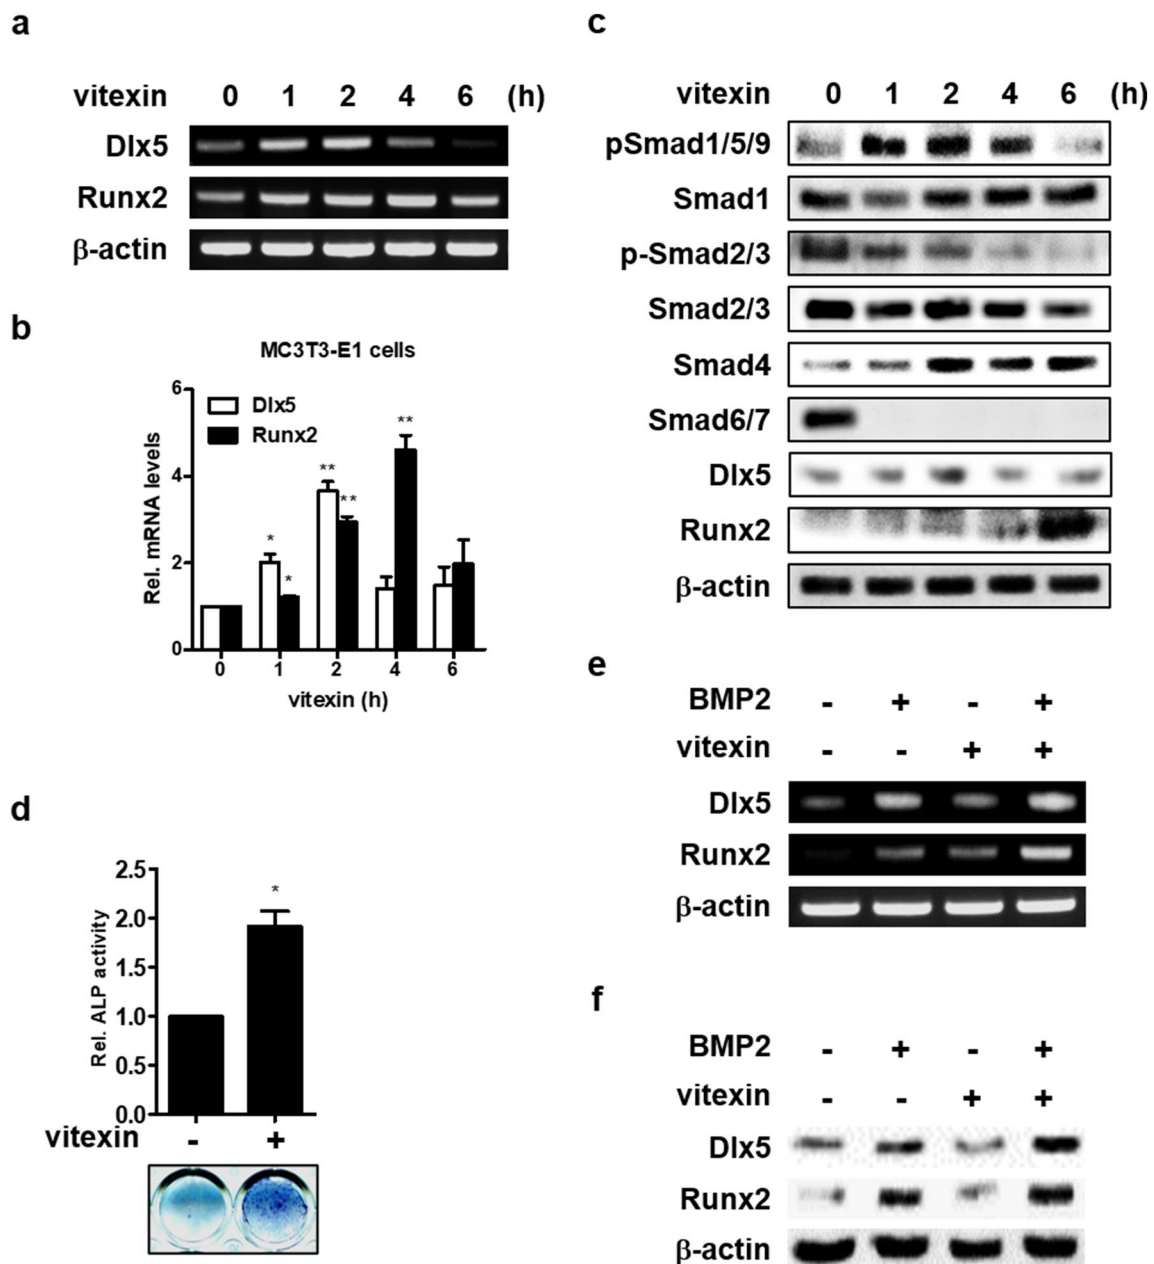 a
vitexin 0 1 2 4 6 (h)
Dlx5
Runx2
β-actin
b
MC3T3-E1 cells
6
4
2
0
Rel. mRNA levels
Dlx5
Runx2
* * ** ** **
0 1 2 4 6
vitexin (h)
c
vitexin 0 1 2 4 6 (h)
pSmad1/5/9
Smad1
p-Smad2/3
Smad2/3
Smad4
Smad6/7
Dlx5
Runx2
β-actin
d
2.5
2.0
1.5
1.0
0.5
0.0
Rel. ALP activity
*
vitexin - +
e
BMP2 - + - +
vitexin - - + +
Dlx5
Runx2
β-actin
f
BMP2 - + - +
vitexin - - + +
Dlx5
Runx2
β-actin